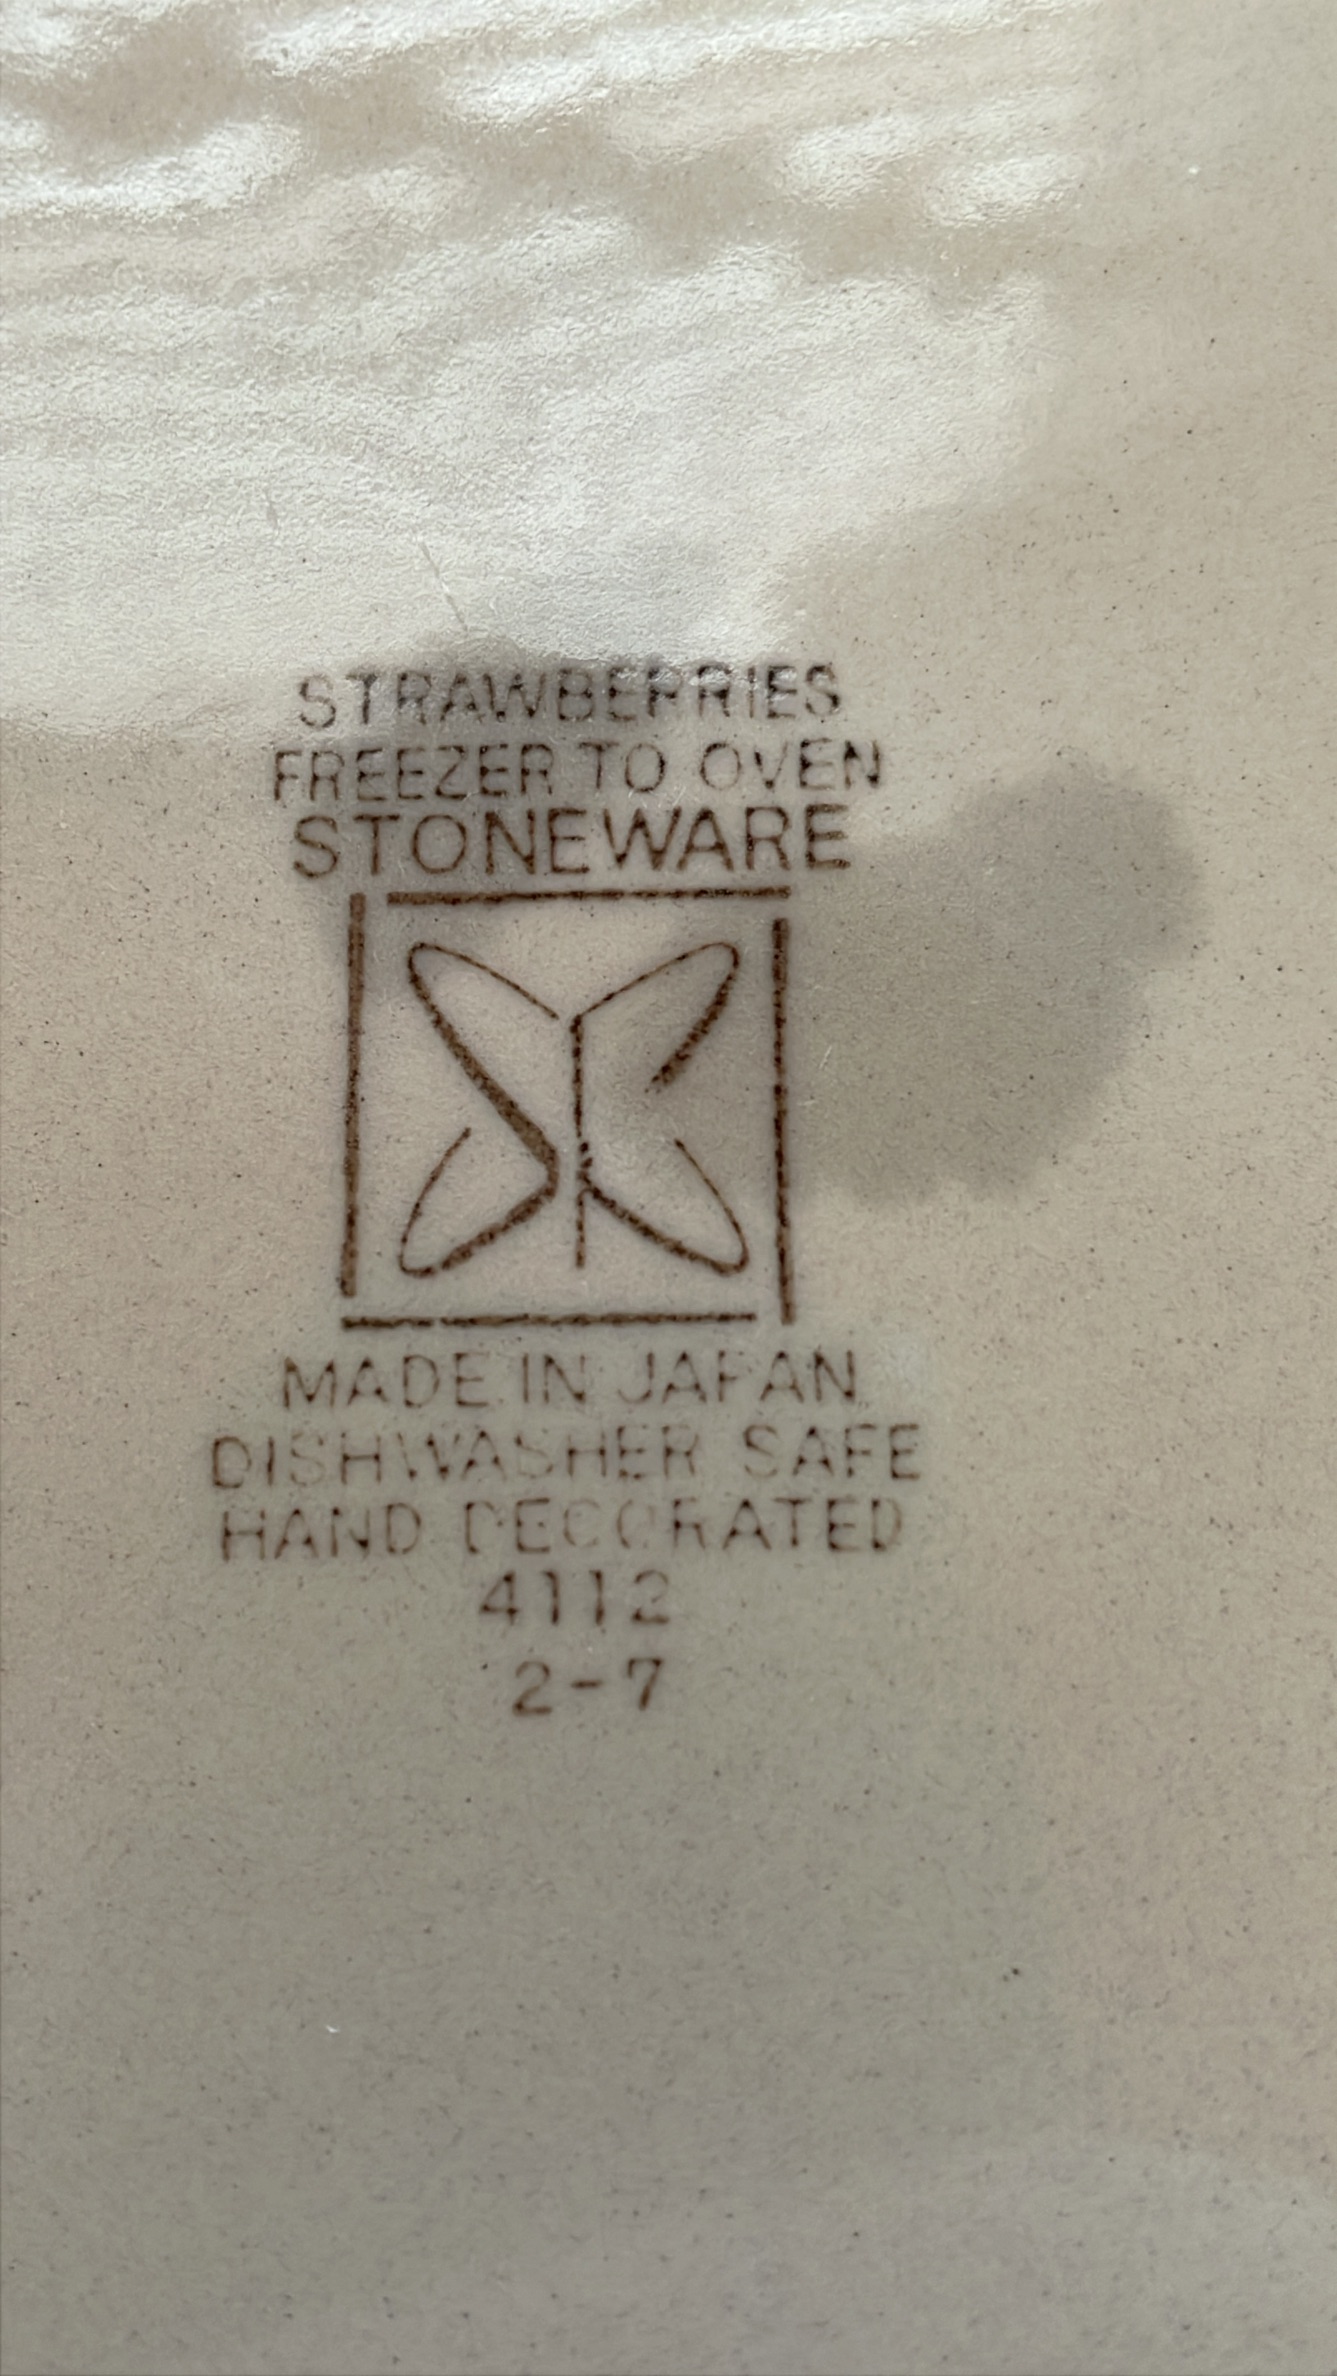 STRAWBERRIES
FREEZER TO OVEN
STONEWARE
MADE IN JAPAN
DISHWASHER SAFE
HAND DECORATED
4112
2-7